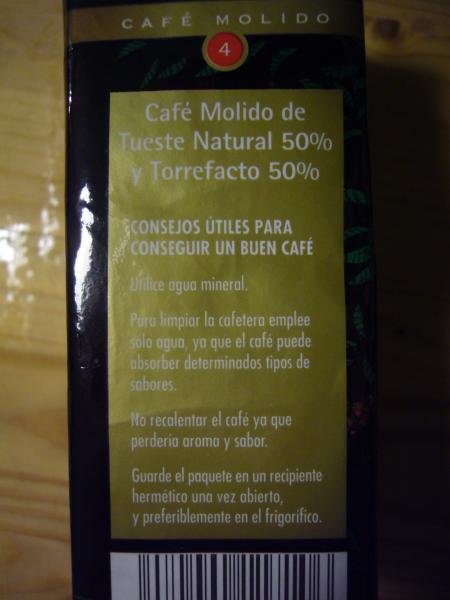 CAFÉ MOLIDO
4
Café Molido de
Tueste Natural 50%
y Torrefacto 50%
CONSEJOS ÚTILES PARA
CONSEGUIR UN BUEN CAFÉ
Utilice agua mineral.
Para limpiar la cafetera emplee
sólo agua, ya que el café puede
absorber determinados tipos de
sabores.
No recalentar el café ya que
perdería aroma y sabor.
Guarde el paquete en un recipiente
hermético una vez abierto,
y preferiblemente en el frigorífico.